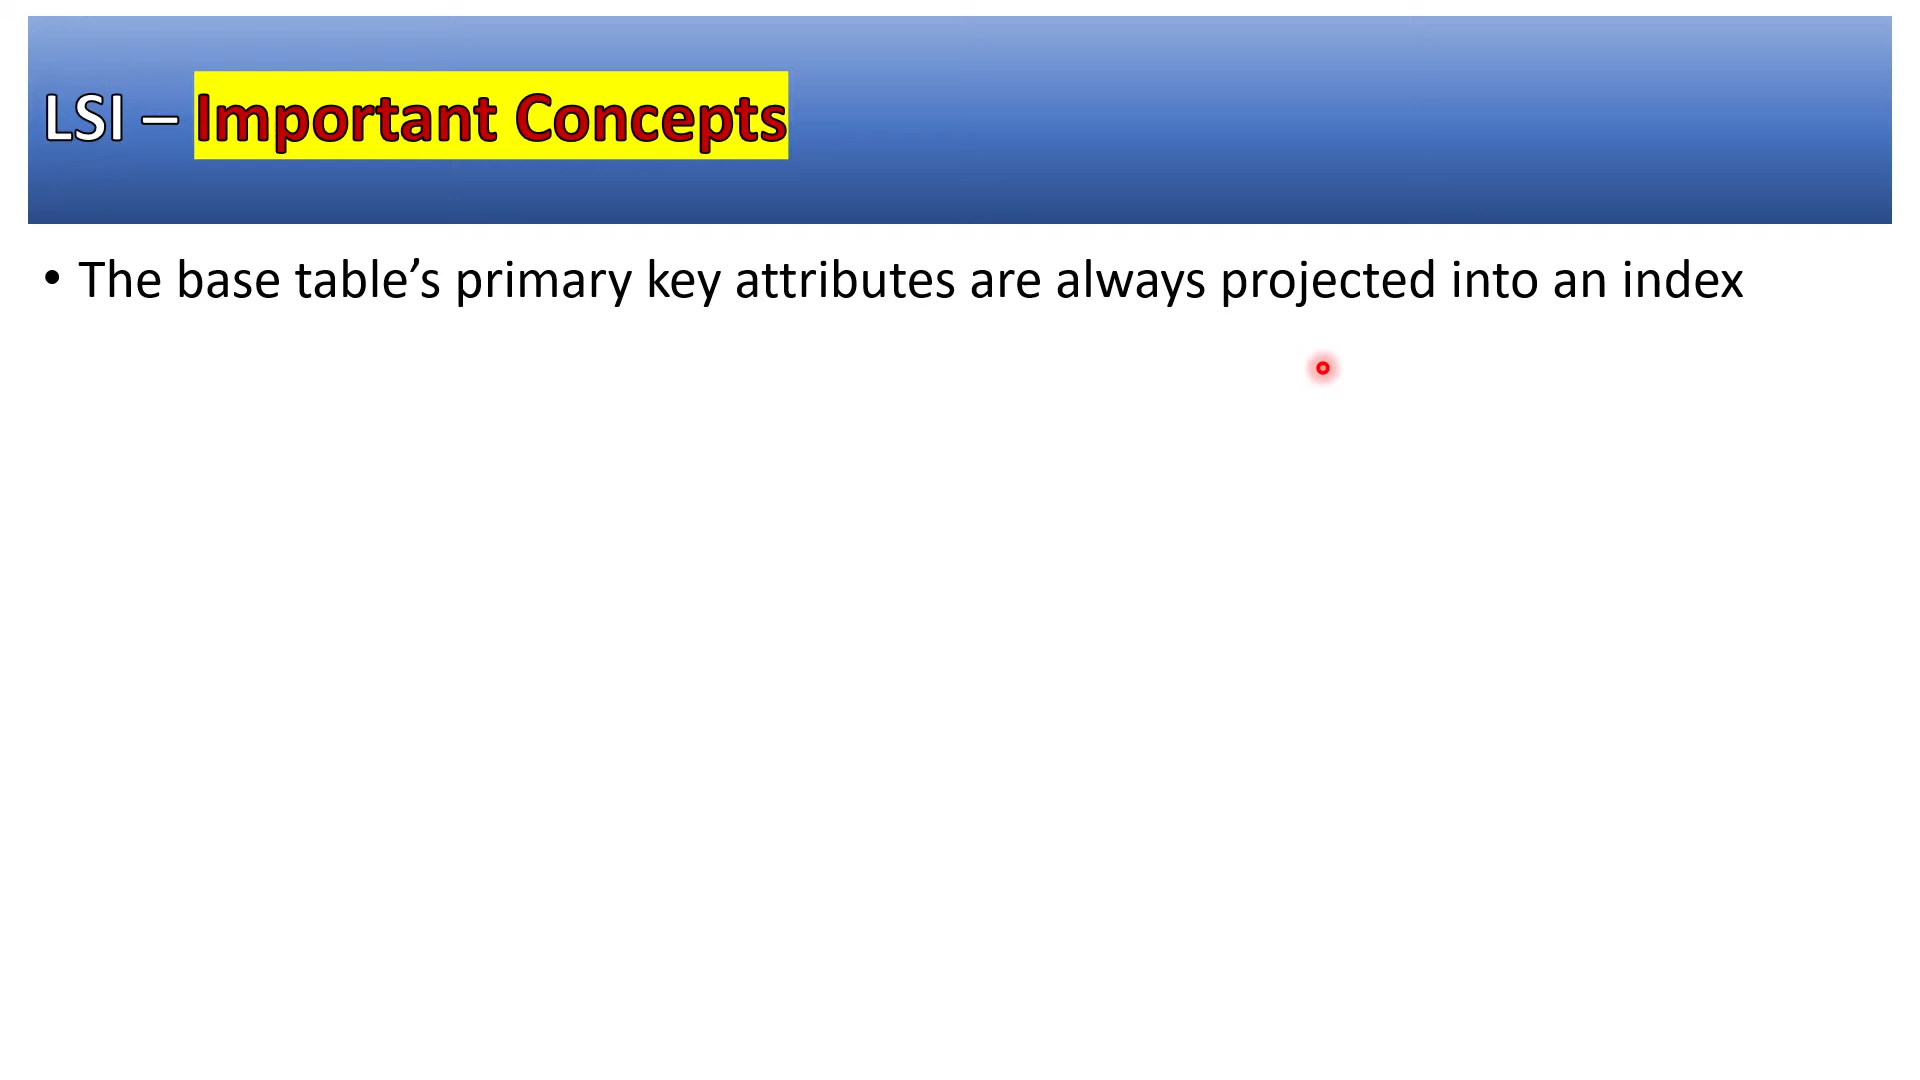 LSI – Important Concepts
• The base table’s primary key attributes are always projected into an index